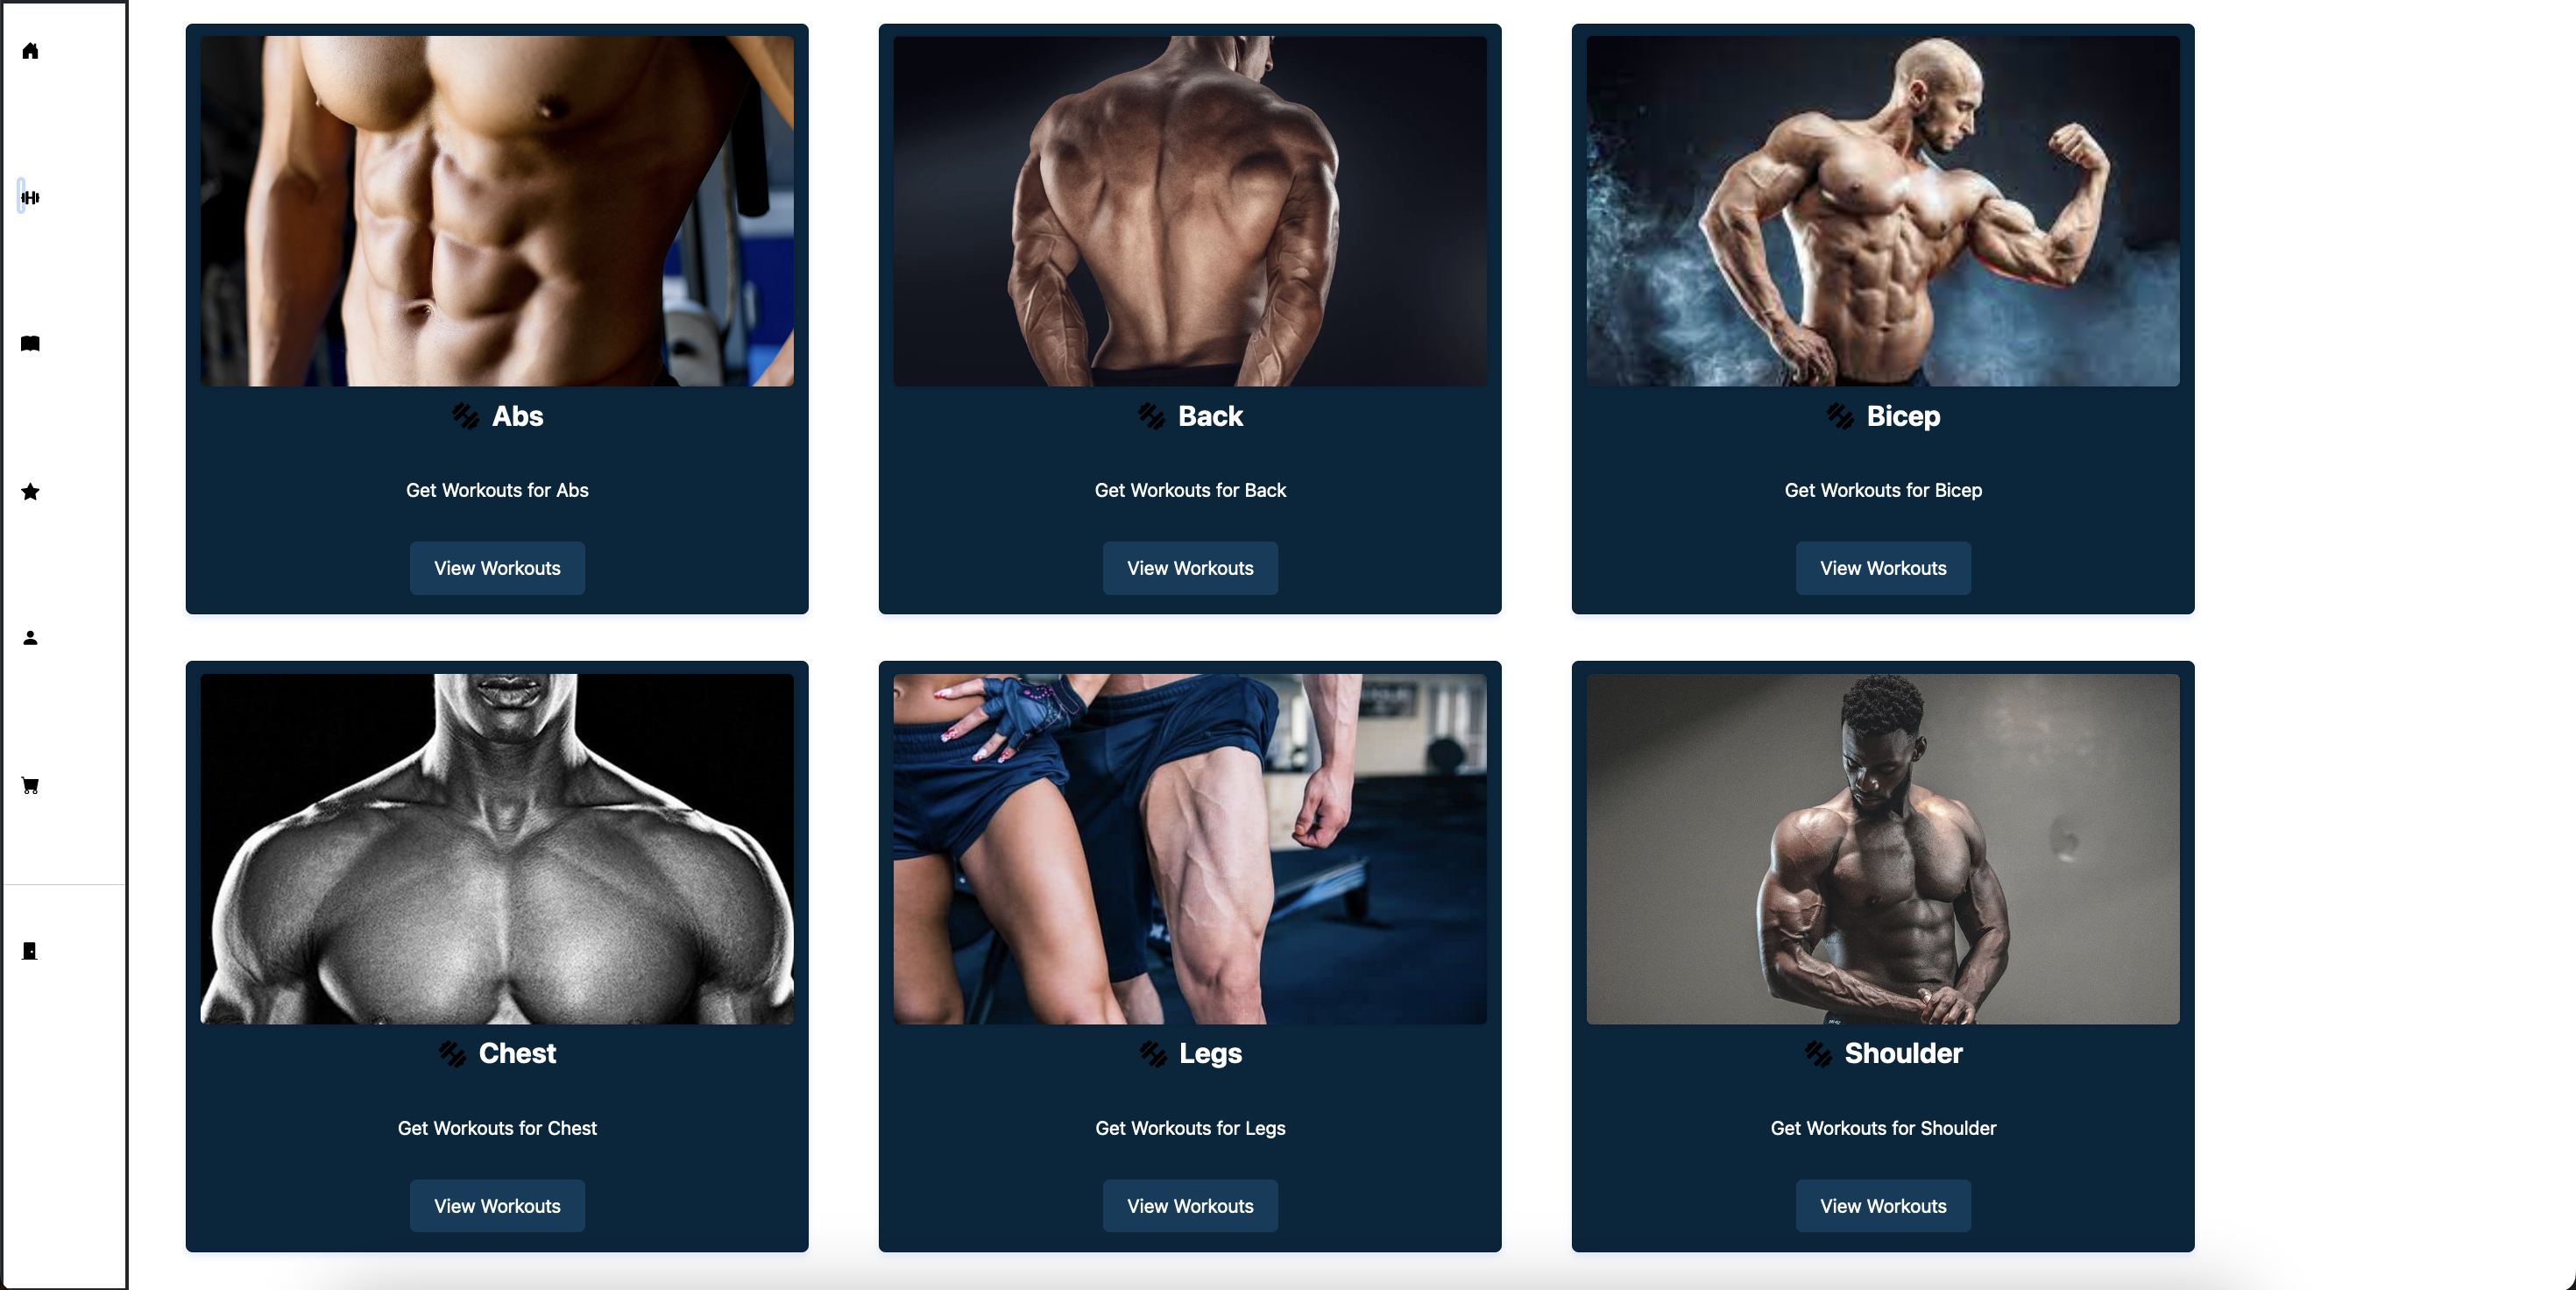 Abs
Get Workouts for Abs
View Workouts
Back
Get Workouts for Back
View Workouts
Bicep
Get Workouts for Bicep
View Workouts
Chest
Get Workouts for Chest
View Workouts
Legs
Get Workouts for Legs
View Workouts
Shoulder
Get Workouts for Shoulder
View Workouts